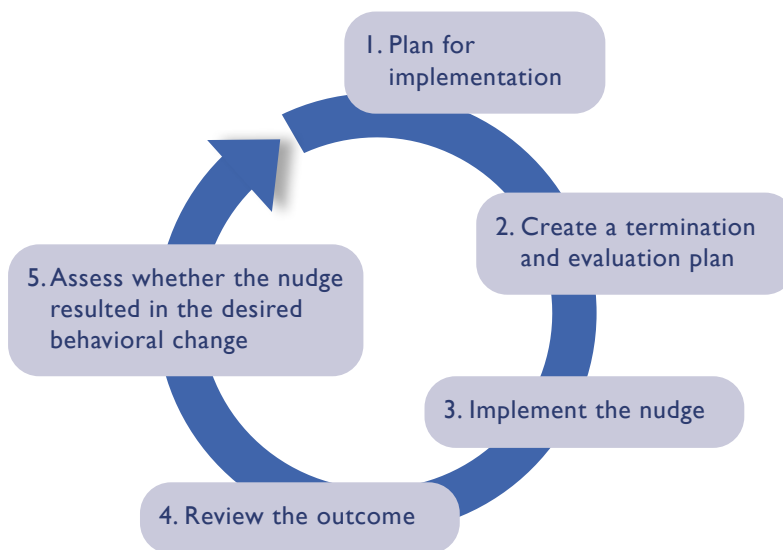 1. Plan for
implementation
2. Create a termination
and evaluation plan
3. Implement the nudge
4. Review the outcome
5. Assess whether the nudge
resulted in the desired
behavioral change